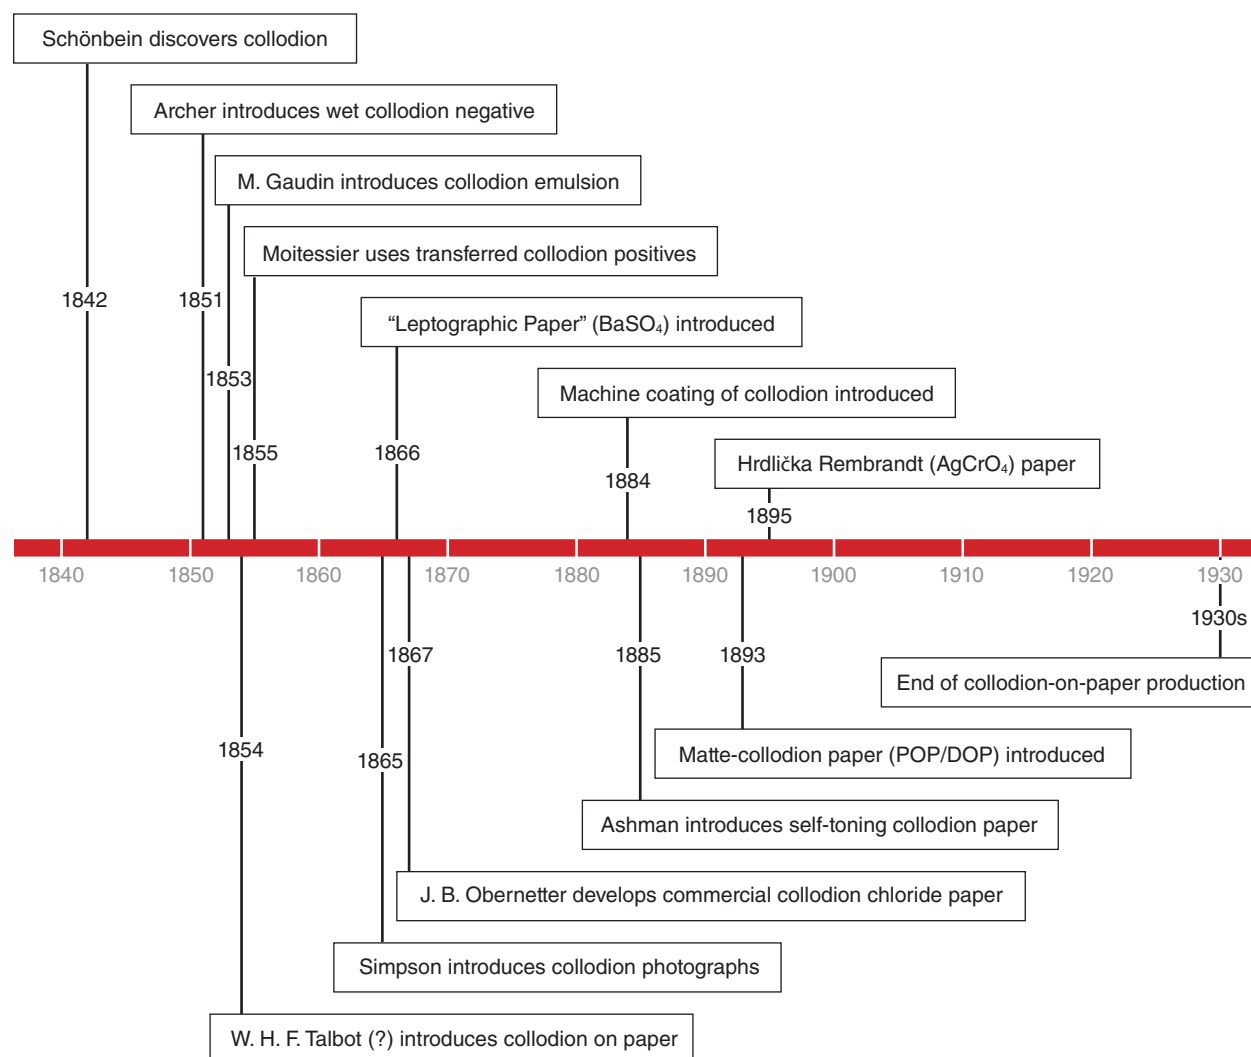 Schönbein discovers collodion
Archer introduces wet collodion negative
M. Gaudin introduces collodion emulsion
Moitessier uses transferred collodion positives
1842
1851
“Leptographic Paper” (BaSO₄) introduced
1853
Machine coating of collodion introduced
1855
1866
Hrdlička Rembrandt (AgCrO₄) paper
1884
1895
1840 1850 1860 1870 1880 1890 1900 1910 1920 1930
1930s
1867
1885
1893
End of collodion-on-paper production
1854
1865
Matte-collodion paper (POP/DOP) introduced
Ashman introduces self-toning collodion paper
J. B. Obernetter develops commercial collodion chloride paper
Simpson introduces collodion photographs
W. H. F. Talbot (?) introduces collodion on paper